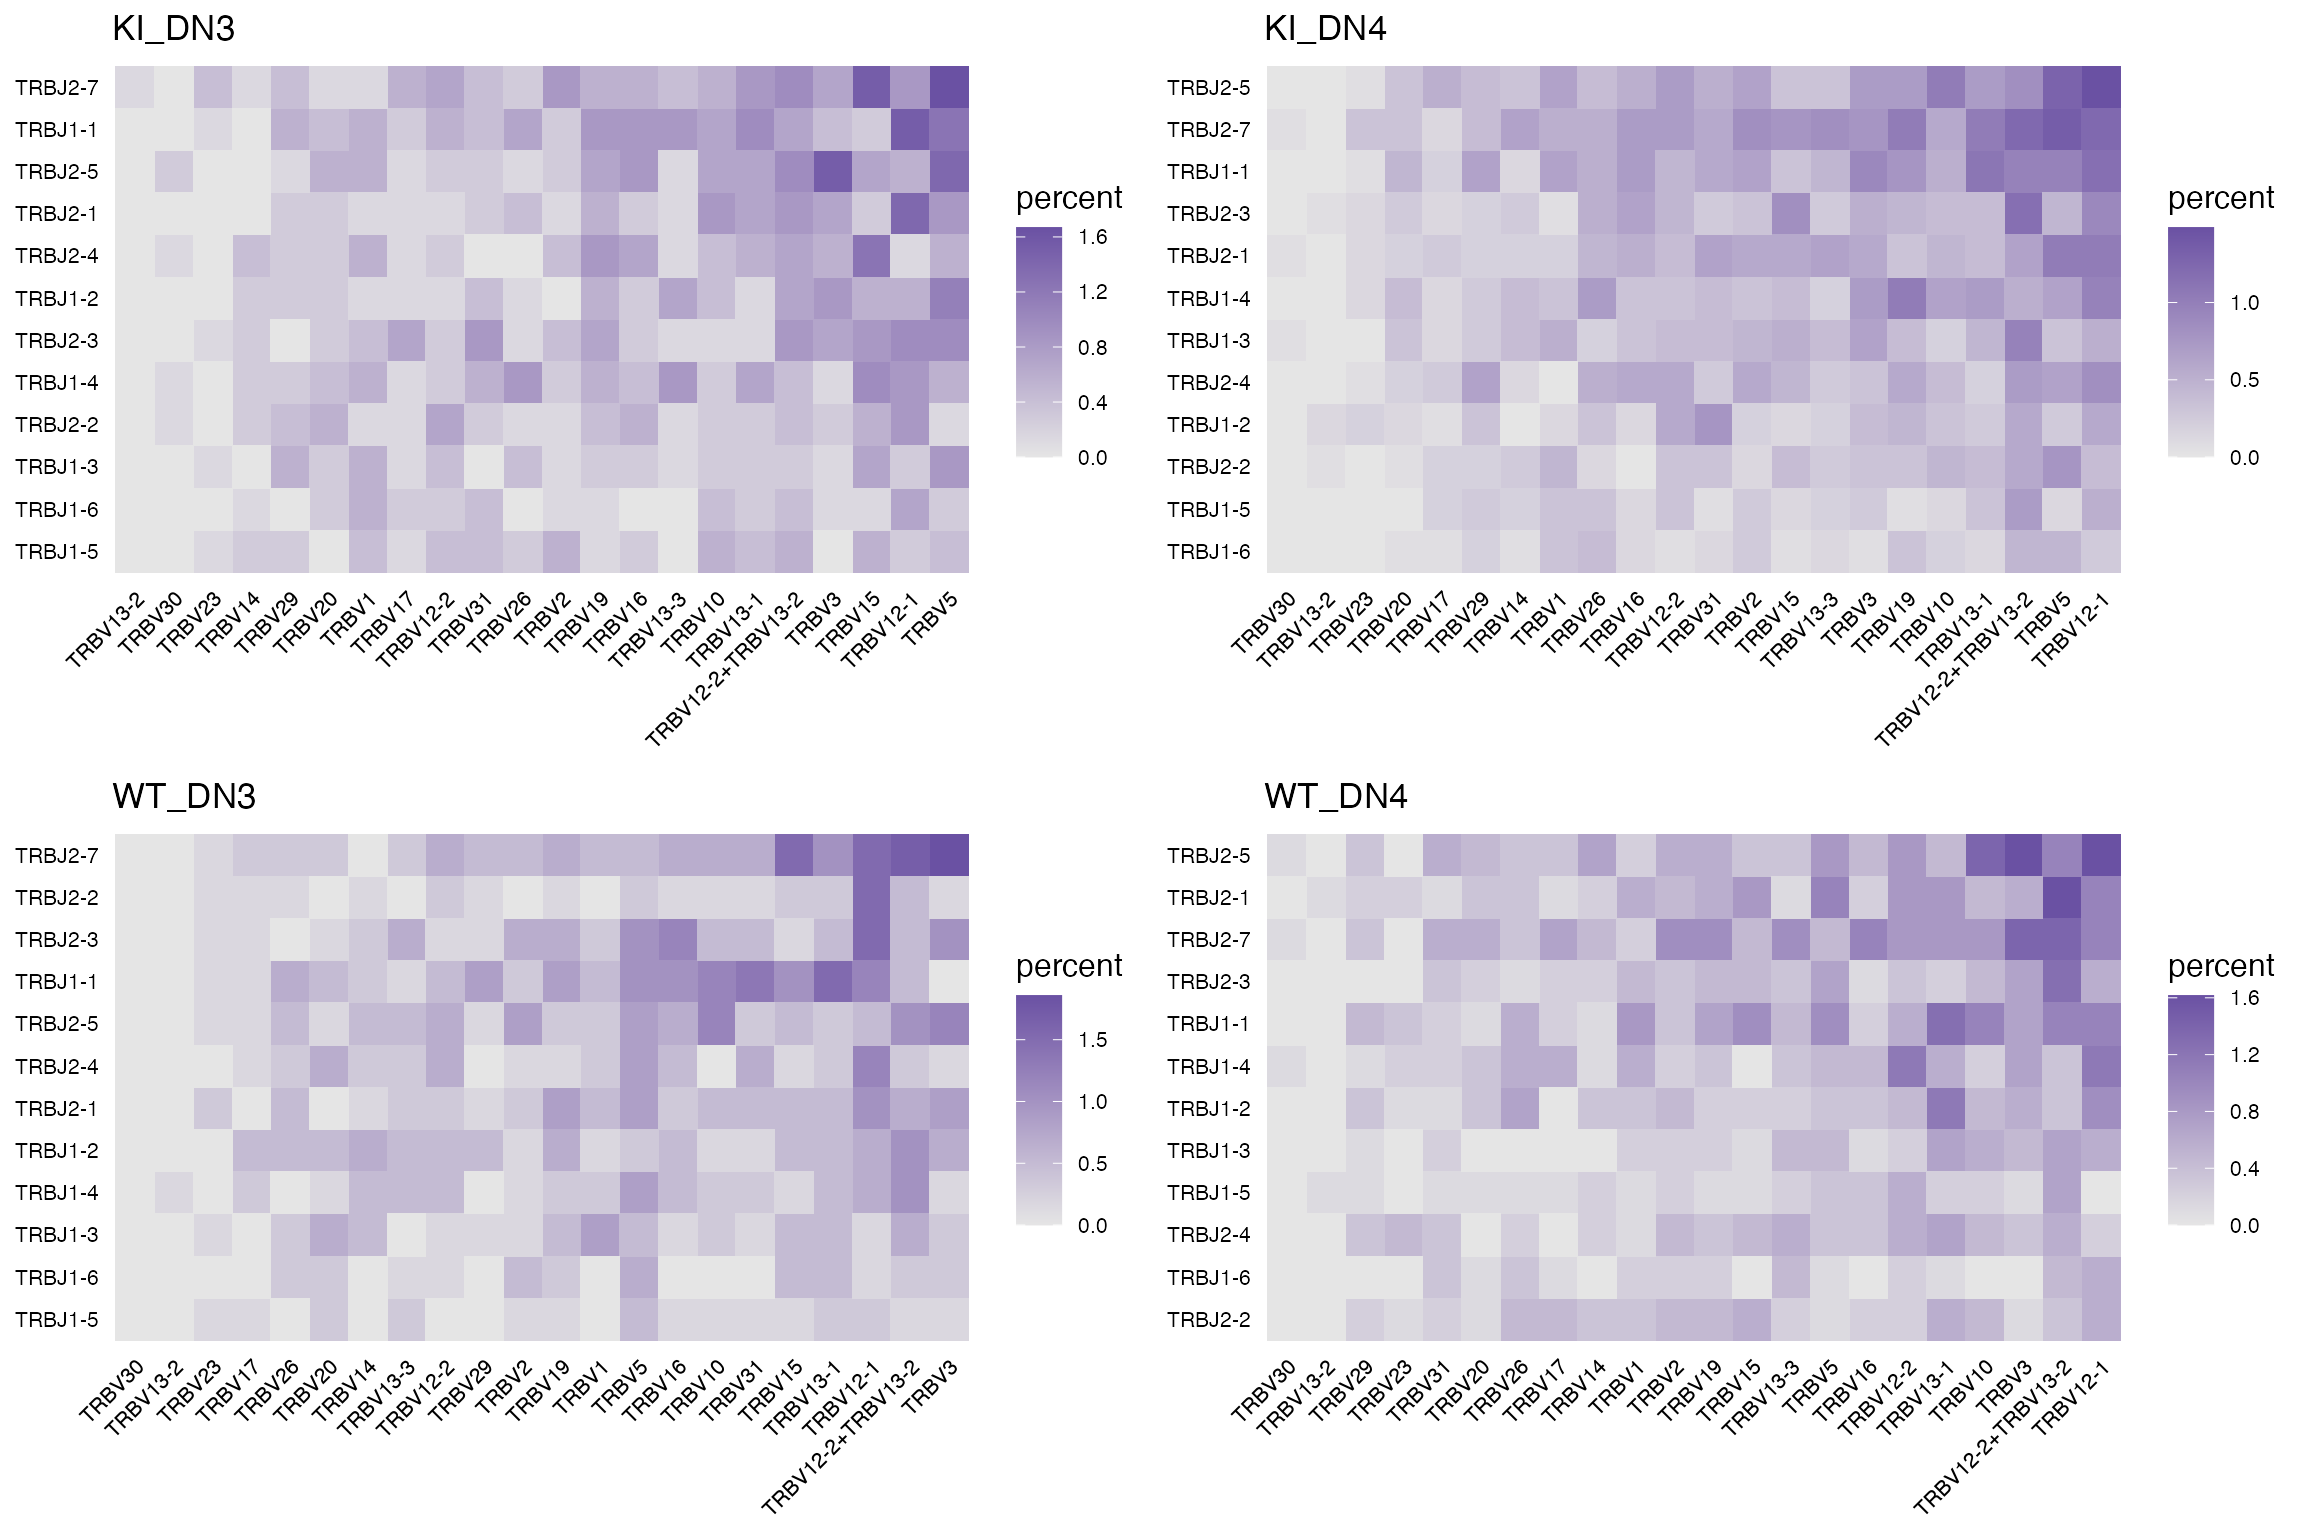 KI_DN3
TRBJ2-7
TRBJ1-1
TRBJ2-5
TRBJ2-1
TRBJ2-4
TRBJ1-2
TRBJ2-3
TRBJ1-4
TRBJ2-2
TRBJ1-3
TRBJ1-6
TRBJ1-5
TRBV13-2
TRBV30
TRBV23
TRBV14
TRBV29
TRBV20
TRBV1
TRBV17
TRBV12-2
TRBV31
TRBV26
TRBV2
TRBV19
TRBV16
TRBV13-3
TRBV10
TRBV13-1
TRBV12-2+TRBV13-2
TRBV3
TRBV15
TRBV12-1
TRBV5
percent
1.6
1.2
0.8
0.4
0.0
KI_DN4
TRBJ2-5
TRBJ2-7
TRBJ1-1
TRBJ2-3
TRBJ2-1
TRBJ1-4
TRBJ1-3
TRBJ2-4
TRBJ1-2
TRBJ2-2
TRBJ1-5
TRBJ1-6
TRBV30
TRBV13-2
TRBV23
TRBV20
TRBV17
TRBV29
TRBV14
TRBV1
TRBV26
TRBV16
TRBV12-2
TRBV31
TRBV2
TRBV15
TRBV13-3
TRBV3
TRBV19
TRBV10
TRBV13-1
TRBV12-2+TRBV13-2
TRBV5
TRBV12-1
percent
1.0
0.5
0.0
WT_DN3
TRBJ2-7
TRBJ2-2
TRBJ2-3
TRBJ1-1
TRBJ2-5
TRBJ2-4
TRBJ2-1
TRBJ1-2
TRBJ1-4
TRBJ1-3
TRBJ1-6
TRBJ1-5
TRBV30
TRBV13-2
TRBV23
TRBV17
TRBV26
TRBV20
TRBV14
TRBV13-3
TRBV12-2
TRBV29
TRBV2
TRBV19
TRBV1
TRBV5
TRBV16
TRBV10
TRBV31
TRBV15
TRBV13-1
TRBV12-1
TRBV12-2+TRBV13-2
TRBV3
percent
1.5
1.0
0.5
0.0
WT_DN4
TRBJ2-5
TRBJ2-1
TRBJ2-7
TRBJ2-3
TRBJ1-1
TRBJ1-4
TRBJ1-2
TRBJ1-3
TRBJ1-5
TRBJ2-4
TRBJ1-6
TRBJ2-2
TRBV30
TRBV13-2
TRBV29
TRBV23
TRBV31
TRBV20
TRBV26
TRBV17
TRBV14
TRBV1
TRBV2
TRBV19
TRBV15
TRBV13-3
TRBV5
TRBV16
TRBV12-2
TRBV13-1
TRBV10
TRBV3
TRBV12-2+TRBV13-2
TRBV12-1
percent
1.6
1.2
0.8
0.4
0.0